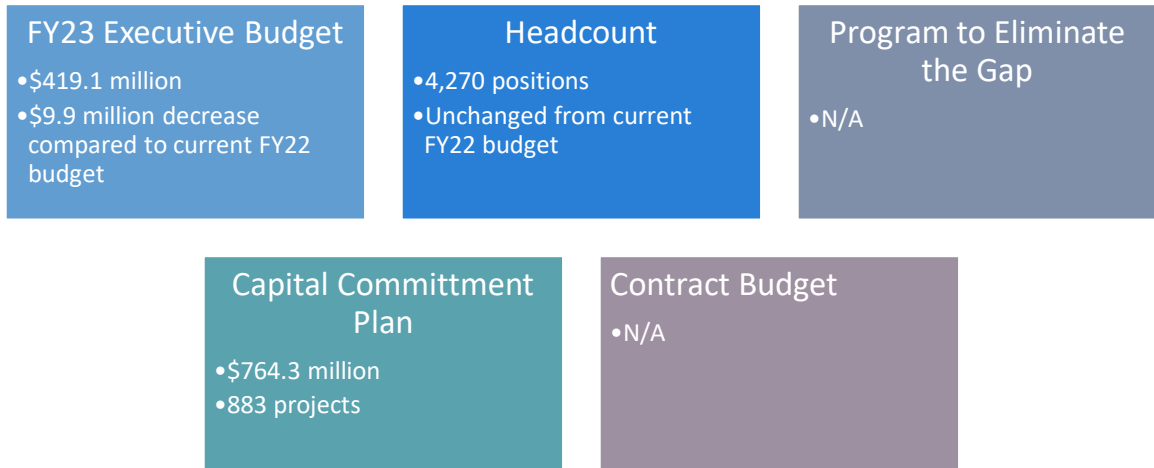 FY23 Executive Budget
•$419.1 million
•$9.9 million decrease
compared to current FY22
budget
Headcount
•4,270 positions
•Unchanged from current
FY22 budget
Program to Eliminate
the Gap
•N/A
Capital Committment
Plan
•$764.3 million
•883 projects
Contract Budget
•N/A